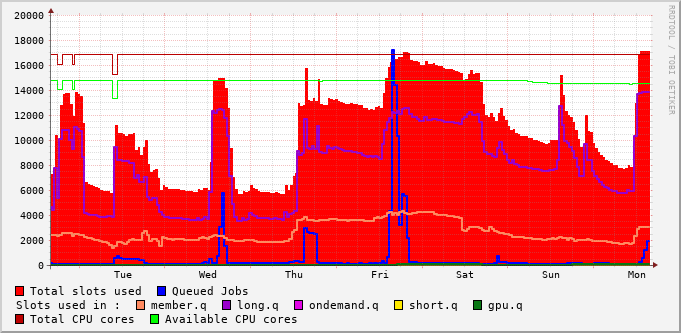 20000
18000
16000
14000
12000
10000
8000
6000
4000
2000
0
Tue Wed Thu Fri Sat Sun Mon
Total slots used Queued Jobs
Slots used in : member.q long.q ondemand.q short.q gpu.q
Total CPU cores Available CPU cores
RRDTOOL / TOBI OETIKER